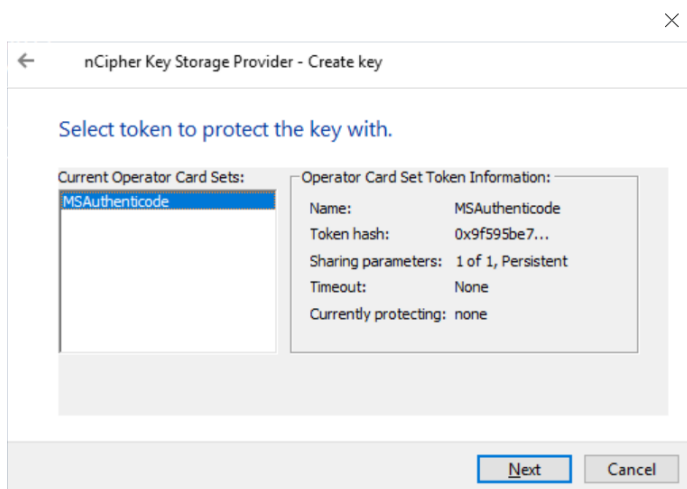 nCipher Key Storage Provider - Create key
Select token to protect the key with.
Current Operator Card Sets:
MSAuthenticode
Operator Card Set Token Information:
Name: MSAuthenticode
Token hash: 0x9f595be7...
Sharing parameters: 1 of 1, Persistent
Timeout: None
Currently protecting: none
Next Cancel